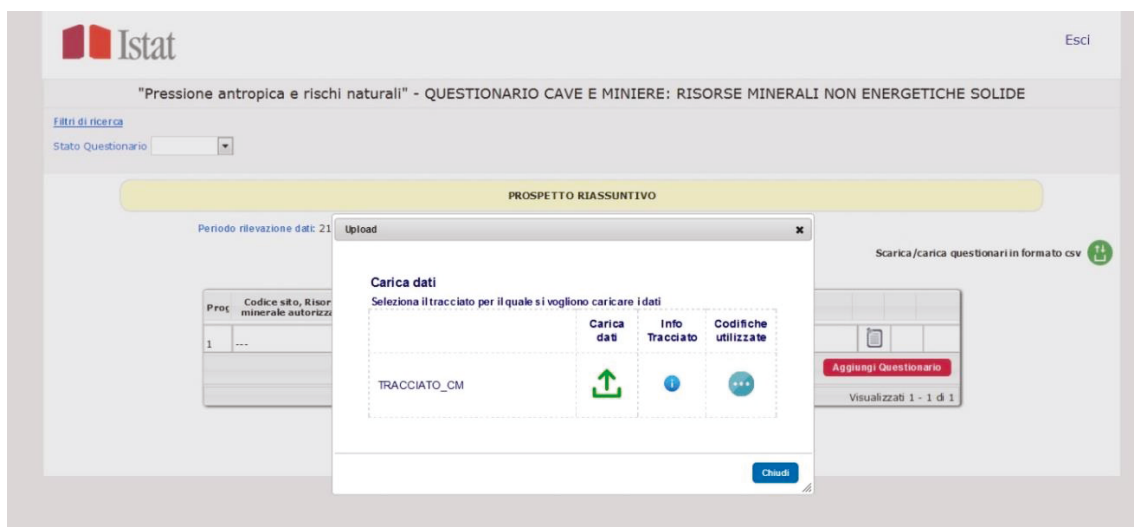 Istat
Esci
"Pressione antropica e rischi naturali" - QUESTIONARIO CAVE E MINIERE: RISORSE MINERALI NON ENERGETICHE SOLIDE
Filtri di ricerca
Stato Questionario
PROSPETTO RIASSUNTIVO
Periodo rilevazione dati: 21
Upload
Scarica/carica questionari in formato csv
Carica dati
Seleziona il tracciato per il quale si vogliono caricare i dati
Prog
Codice sito, Risor
minerale autorizza
Carica dati
Info Tracciato
Codifiche utilizzate
1 ---
TRACCIATO_CM
Aggiungi Questionario
Visualizzati 1 - 1 di 1
Chiudi